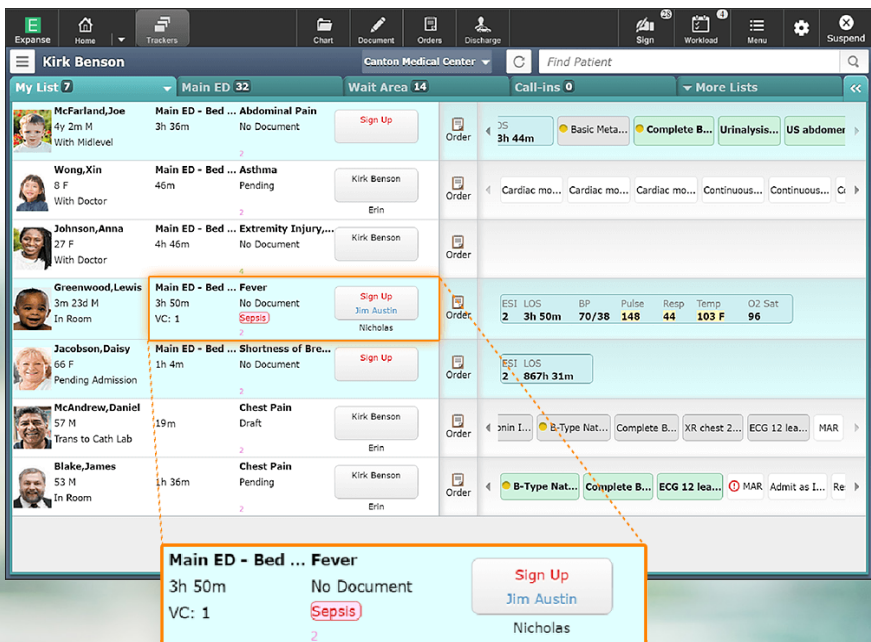 28 4
Expanse Home Trackers Chart Document Orders Discharge Sign Workload Menu Suspend
Kirk Benson Canton Medical Center Find Patient
My List 7 Main ED 32 Wait Area 14 Call-ins 0 More Lists
McFarland,Joe Main ED - Bed ... Abdominal Pain
4y 2m M 3h 36m No Document Sign Up
With Midlevel
2
Order
3h 44m Basic Meta... Complete B... Urinalysis... US abdomen
Wong,Xin Main ED - Bed ... Asthma
8 F 46m Pending Kirk Benson
With Doctor
2 Erin
Order
Cardiac mo... Cardiac mo... Cardiac mo... Continuous... Continuous...
Johnson,Anna Main ED - Bed ... Extremity Injury,...
27 F 4h 46m No Document Kirk Benson
With Doctor
4
Order
Greenwood,Lewis Main ED - Bed ... Fever
3m 23d M 3h 50m No Document Sign Up
In Room VC: 1 Sepsis Jim Austin
2 Nicholas
Order
ESI LOS BP Pulse Resp Temp O2 Sat
2 3h 50m 70/38 148 44 103 F 96
Jacobson,Daisy Main ED - Bed ... Shortness of Bre...
66 F 1h 4m No Document Sign Up
Pending Admission
2
Order
ESI LOS
2 867h 31m
McAndrew,Daniel Chest Pain
57 M 19m Draft Kirk Benson
Trans to Cath Lab
2 Erin
Order
onin I... B-Type Nat... Complete B... XR chest 2... ECG 12 lea... MAR
Blake,James Chest Pain
53 M 1h 36m Pending Kirk Benson
In Room
2 Erin
Order
B-Type Nat... Complete B... ECG 12 lea... MAR Admit as I... Re
Main ED - Bed ... Fever
3h 50m No Document Sign Up
VC: 1 Sepsis Jim Austin
2 Nicholas